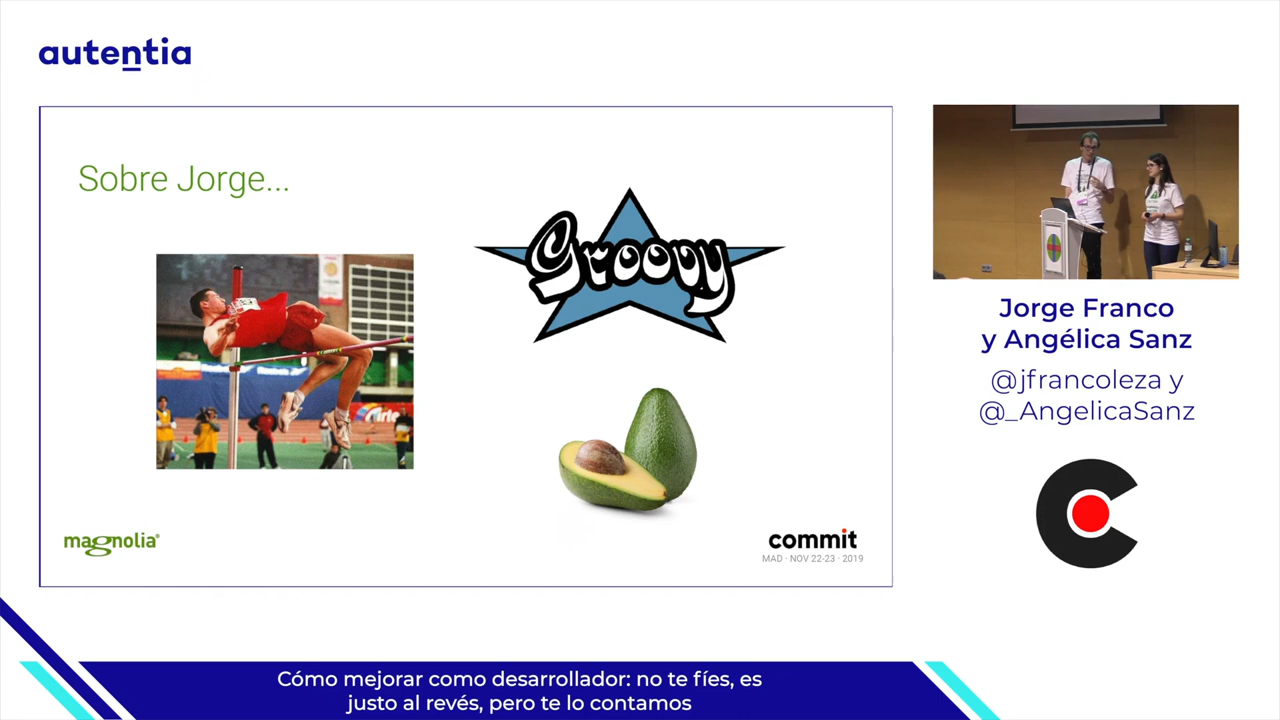 autentia
Sobre Jorge...
Groovy
magnolia®
commit
MAD · NOV 22-23 · 2019
Jorge Franco
y Angélica Sanz
@jfrancoleza y
@_AngelicaSanz
Cómo mejorar como desarrollador: no te fíes, es
justo al revés, pero te lo contamos